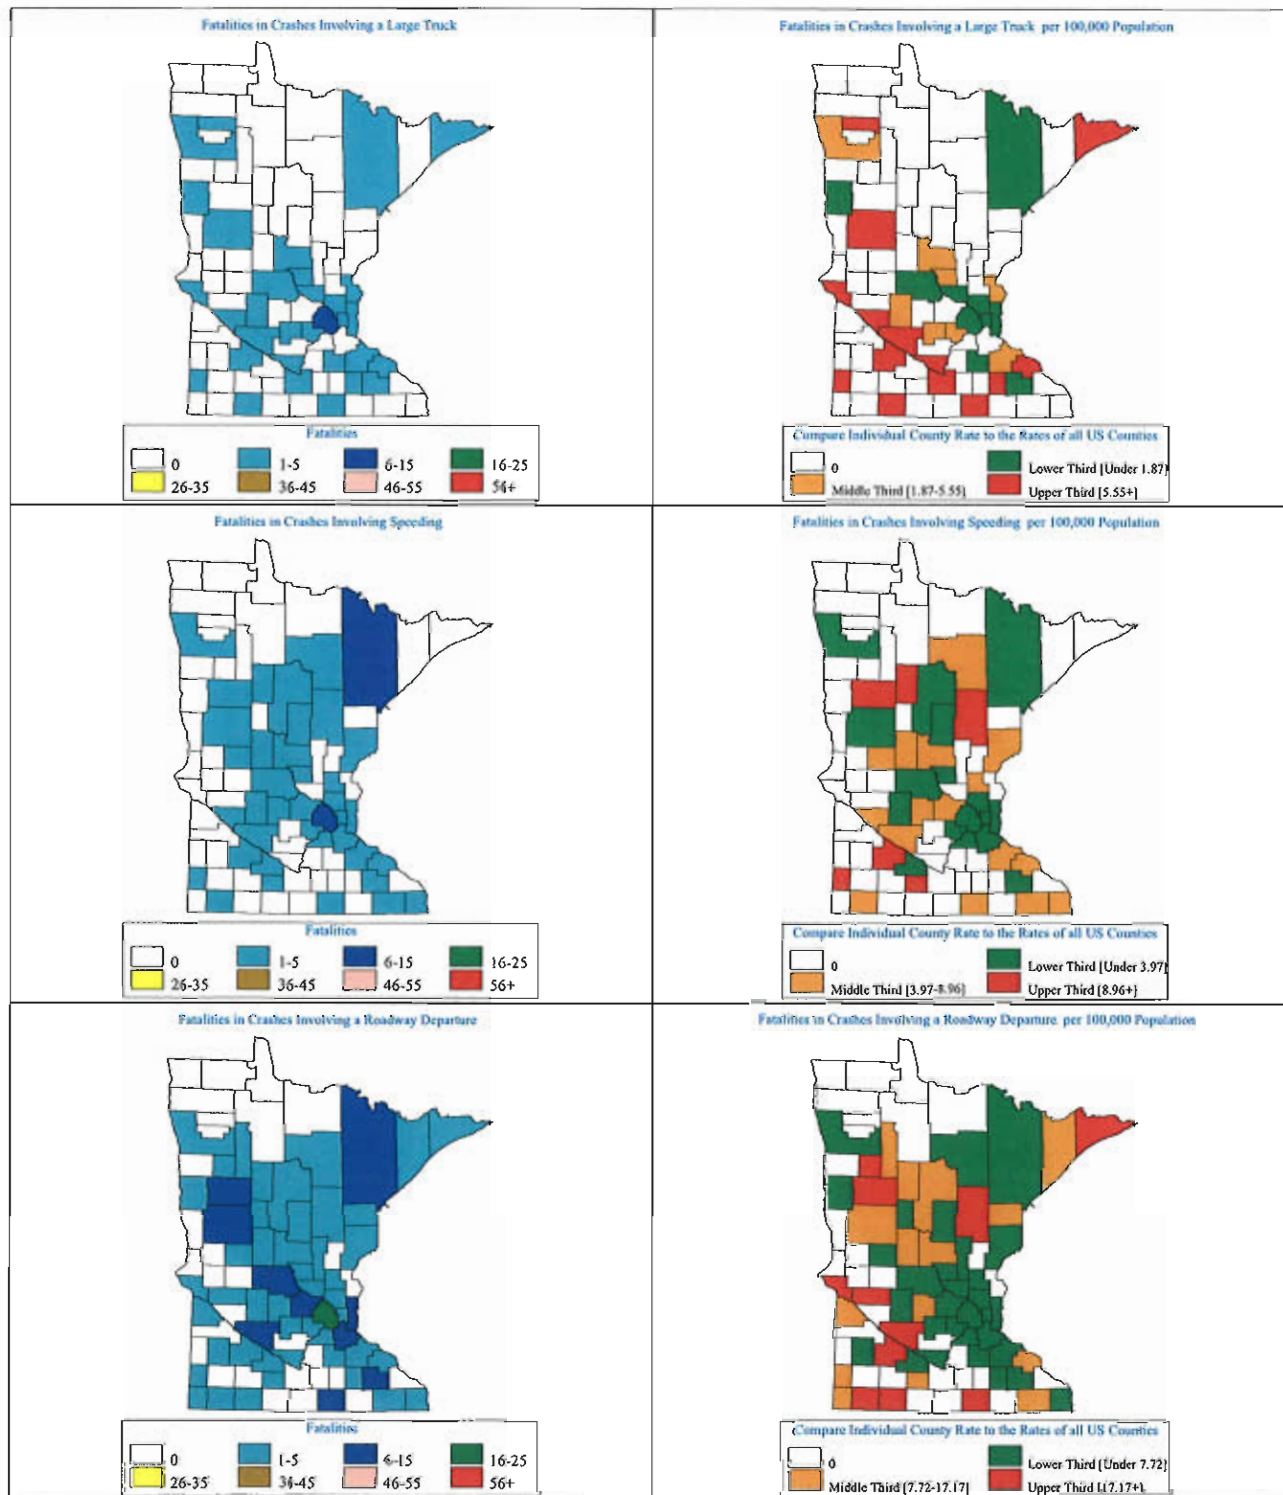 Fatalities in Crashes Involving a Large Truck
Fatalities
0
1-5
6-15
16-25
26-35
36-45
46-55
56+
Fatalities in Crashes Involving a Large Truck per 100,000 Population
Compare Individual County Rate to the Rates of all US Counties
0
Lower Third [Under 1.87]
Middle Third [1.87-5.55]
Upper Third [5.55+]
Fatalities in Crashes Involving Speeding
Fatalities
0
1-5
6-15
16-25
26-35
36-45
46-55
56+
Fatalities in Crashes Involving Speeding per 100,000 Population
Compare Individual County Rate to the Rates of all US Counties
0
Lower Third [Under 3.97]
Middle Third [3.97-8.96]
Upper Third [8.96+]
Fatalities in Crashes Involving a Roadway Departure
Fatalities
0
1-5
6-15
16-25
26-35
36-45
46-55
56+
Fatalities in Crashes Involving a Roadway Departure per 100,000 Population
Compare Individual County Rate to the Rates of all US Counties
0
Lower Third [Under 7.72]
Middle Third [7.72-17.17]
Upper Third [17.17+]